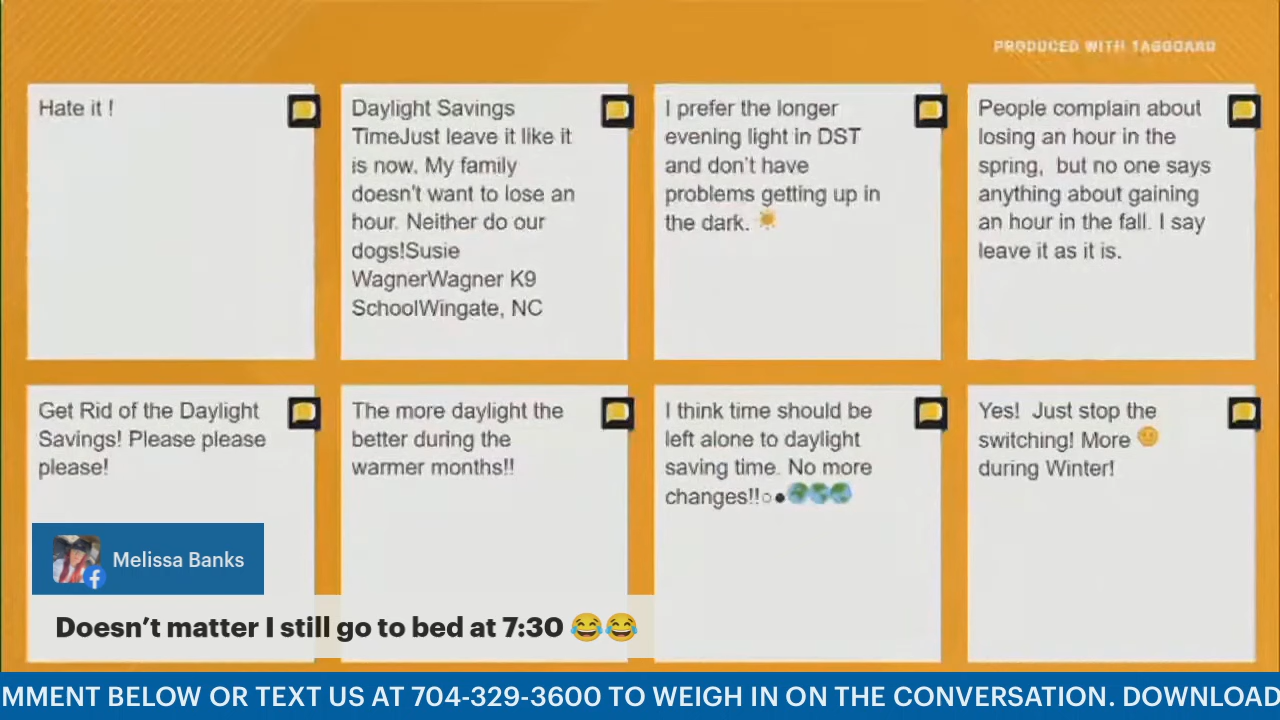 PRODUCED WITH TAGBOARD
Hate it !
Daylight Savings
TimeJust leave it like it
is now. My family
doesn't want to lose an
hour. Neither do our
dogs!Susie
WagnerWagner K9
SchoolWingate, NC
I prefer the longer
evening light in DST
and don't have
problems getting up in
the dark. ☀️
People complain about
losing an hour in the
spring,  but no one says
anything about gaining
an hour in the fall. I say
leave it as it is.
Get Rid of the Daylight
Savings! Please please
please!
The more daylight the
better during the
warmer months!!
I think time should be
left alone to daylight
saving time. No more
changes!!○●🌎🌎🌎
Yes!  Just stop the
switching! More 🌞
during Winter!
Melissa Banks
Doesn’t matter I still go to bed at 7:30 😂😂
MMENT BELOW OR TEXT US AT 704-329-3600 TO WEIGH IN ON THE CONVERSATION. DOWNLOAD